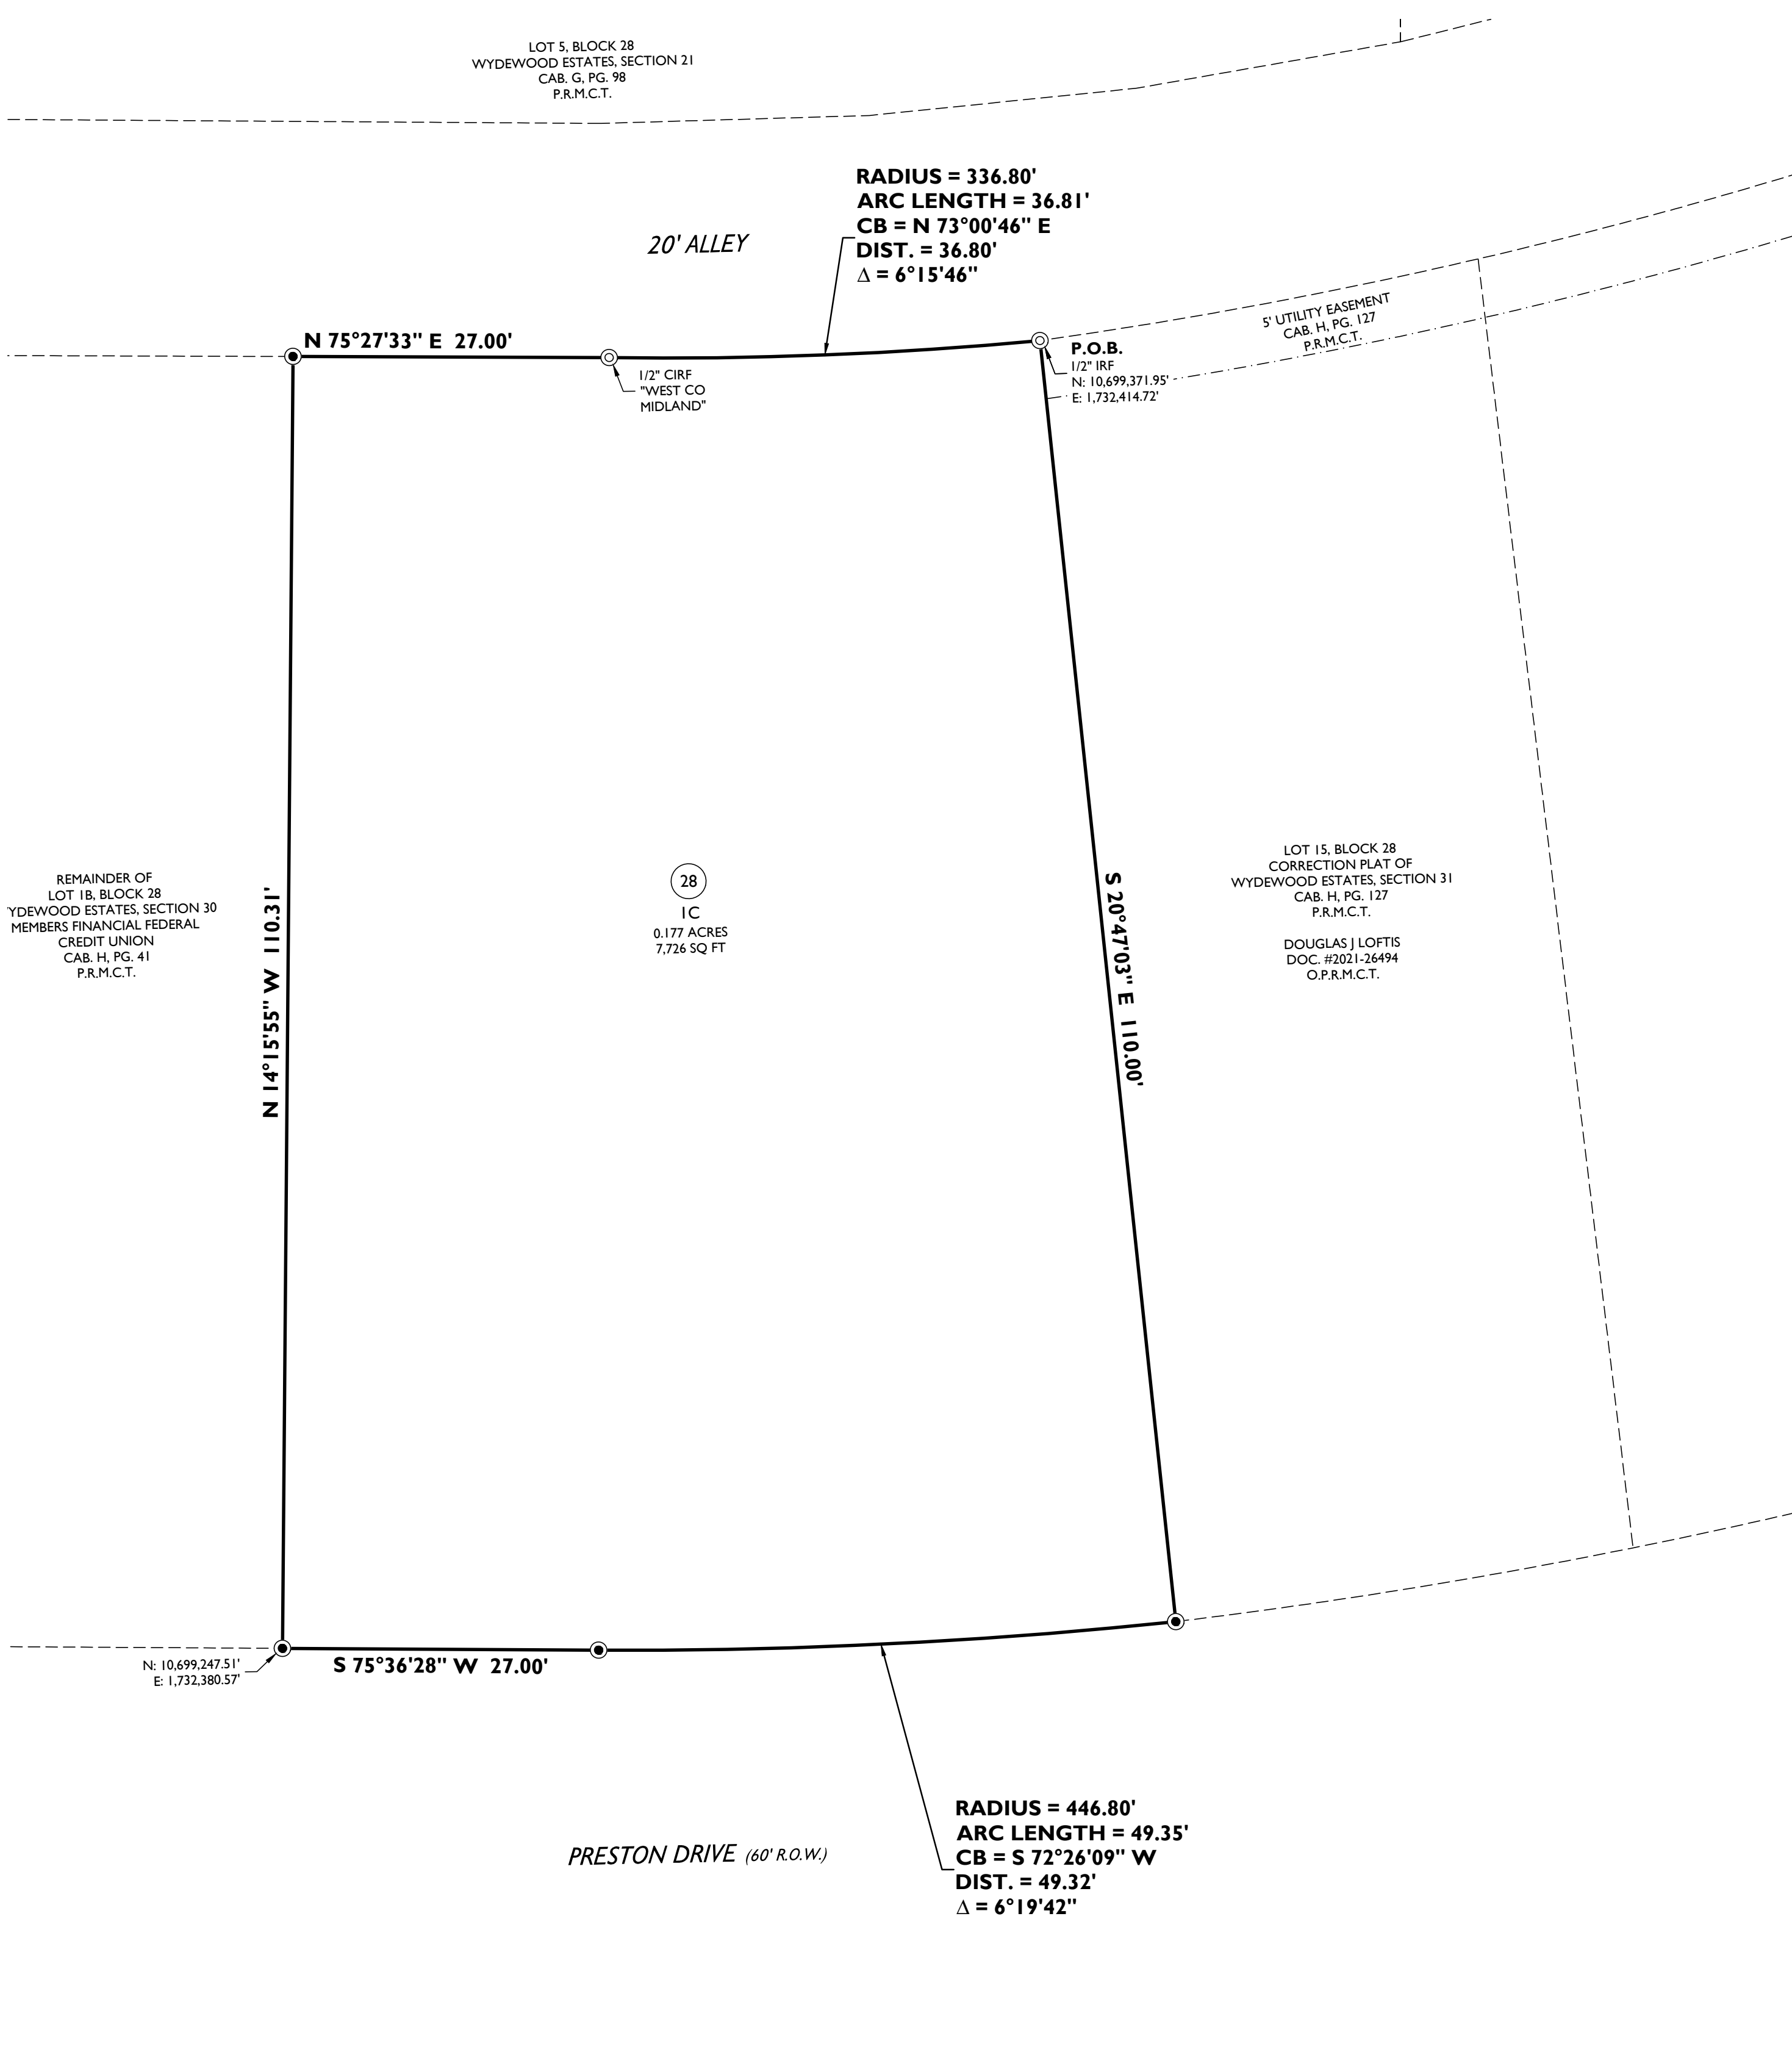 LOT 5, BLOCK 28
WYDEWOOD ESTATES, SECTION 21
CAB. G, PG. 98
P.R.M.C.T.
RADIUS = 336.80'
ARC LENGTH = 36.81'
CB = N 73°00'46" E
DIST. = 36.80'
Δ = 6°15'46"
20' ALLEY
N 75°27'33" E 27.00'
1/2" CIRF
"WEST CO
MIDLAND"
P.O.B.
1/2" IRF
N: 10,699,371.95'
E: 1,732,414.72'
5' UTILITY EASEMENT
CAB. H, PG. 127
P.R.M.C.T.
REMAINDER OF
LOT 1B, BLOCK 28
YDEWOOD ESTATES, SECTION 30
MEMBERS FINANCIAL FEDERAL
CREDIT UNION
CAB. H, PG. 41
P.R.M.C.T.
N 14°15'55" W 110.31'
28
1C
0.177 ACRES
7,726 SQ FT
S 20°47'03" E 110.00'
LOT 15, BLOCK 28
CORRECTION PLAT OF
WYDEWOOD ESTATES, SECTION 31
CAB. H, PG. 127
P.R.M.C.T.
DOUGLAS J LOFTIS
DOC. #2021-26494
O.P.R.M.C.T.
N: 10,699,247.51'
E: 1,732,380.57'
S 75°36'28" W 27.00'
RADIUS = 446.80'
ARC LENGTH = 49.35'
CB = S 72°26'09" W
DIST. = 49.32'
Δ = 6°19'42"
PRESTON DRIVE (60' R.O.W.)